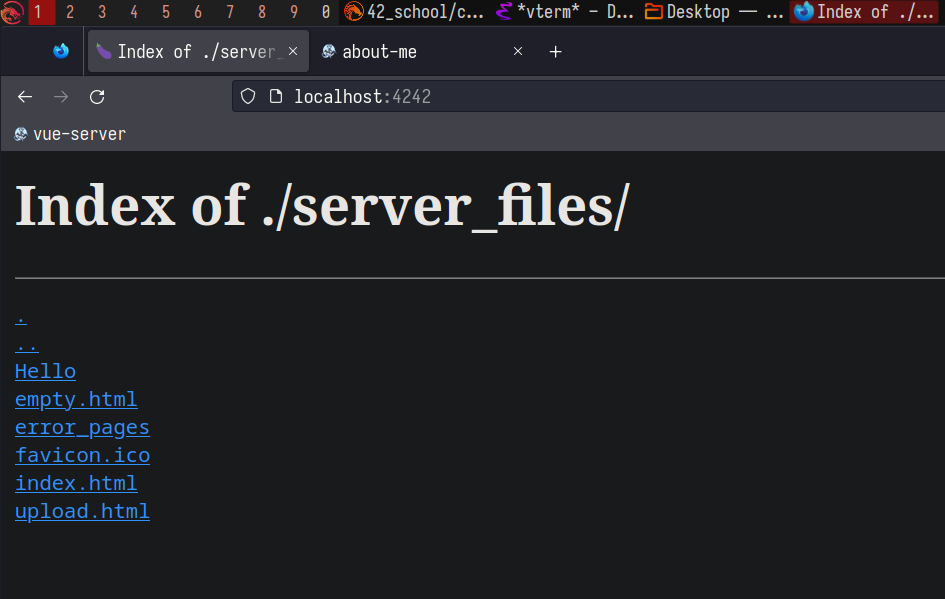 1 2 3 4 5 6 7 8 9 0 42_school/c... *vterm* - D... Desktop — ... Index of ./...
Index of ./server_ about-me
localhost:4242
vue-server
Index of ./server_files/
.
..
Hello
empty.html
error_pages
favicon.ico
index.html
upload.html